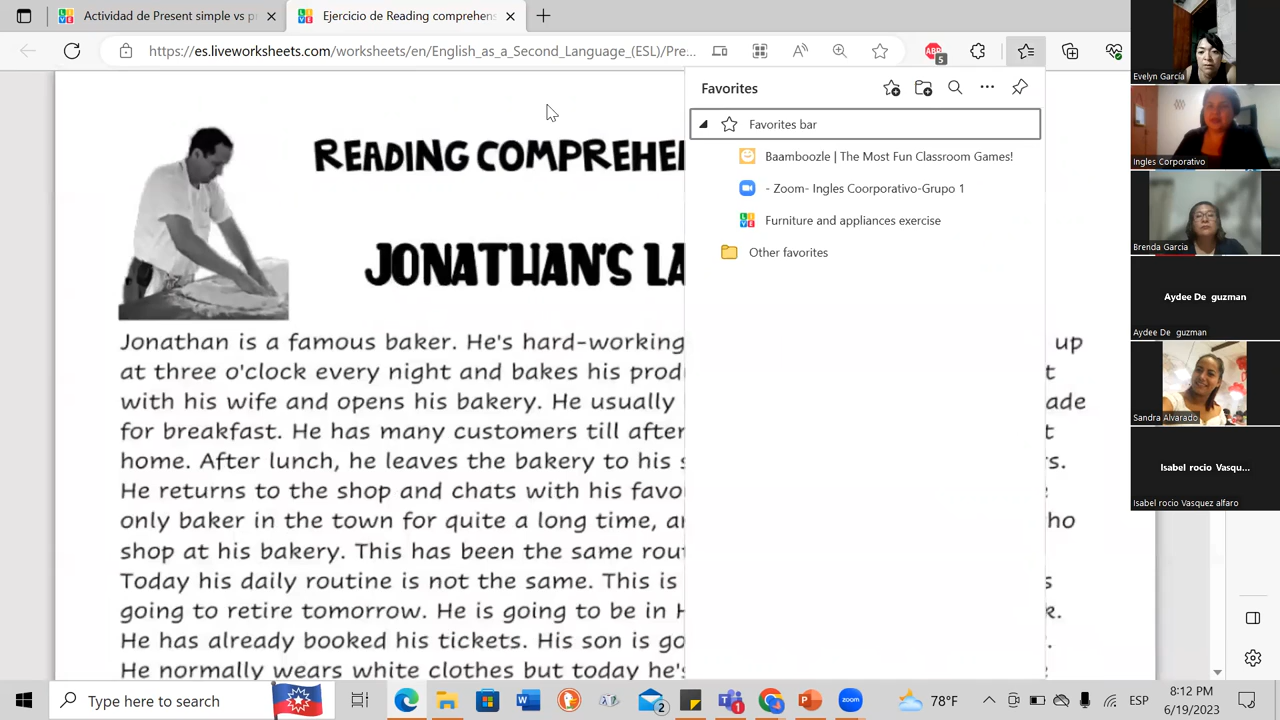 Actividad de Present simple vs p
Ejercicio de Reading comprehens
https://es.liveworksheets.com/worksheets/en/English_as_a_Second_Language_(ESL)/Pre...
ABP
5
Favorites
Favorites bar
Baamboozle | The Most Fun Classroom Games!
- Zoom- Ingles Coorporativo-Grupo 1
Furniture and appliances exercise
Other favorites
READING COMPREHE
JONATHAN'S LA
Jonathan is a famous baker. He's hard-working up
at three o'clock every night and bakes his prod
with his wife and opens his bakery. He usually ade
for breakfast. He has many customers till after t
home. After lunch, he leaves the bakery to his s rs.
He returns to the shop and chats with his favo
only baker in the town for quite a long time, ar ho
shop at his bakery. This has been the same rou
Today his daily routine is not the same. This is s
going to retire tomorrow. He is going to be in H k.
He has already booked his tickets. His son is go
He normally wears white clothes but today he's
Evelyn García
Ingles Corporativo
Brenda Garcia
Aydee De guzman
Aydee De guzman
Sandra Alvarado
Isabel rocio Vasqu...
Isabel rocio Vasquez alfaro
Type here to search
2
1
78°F
ESP
8:12 PM
6/19/2023